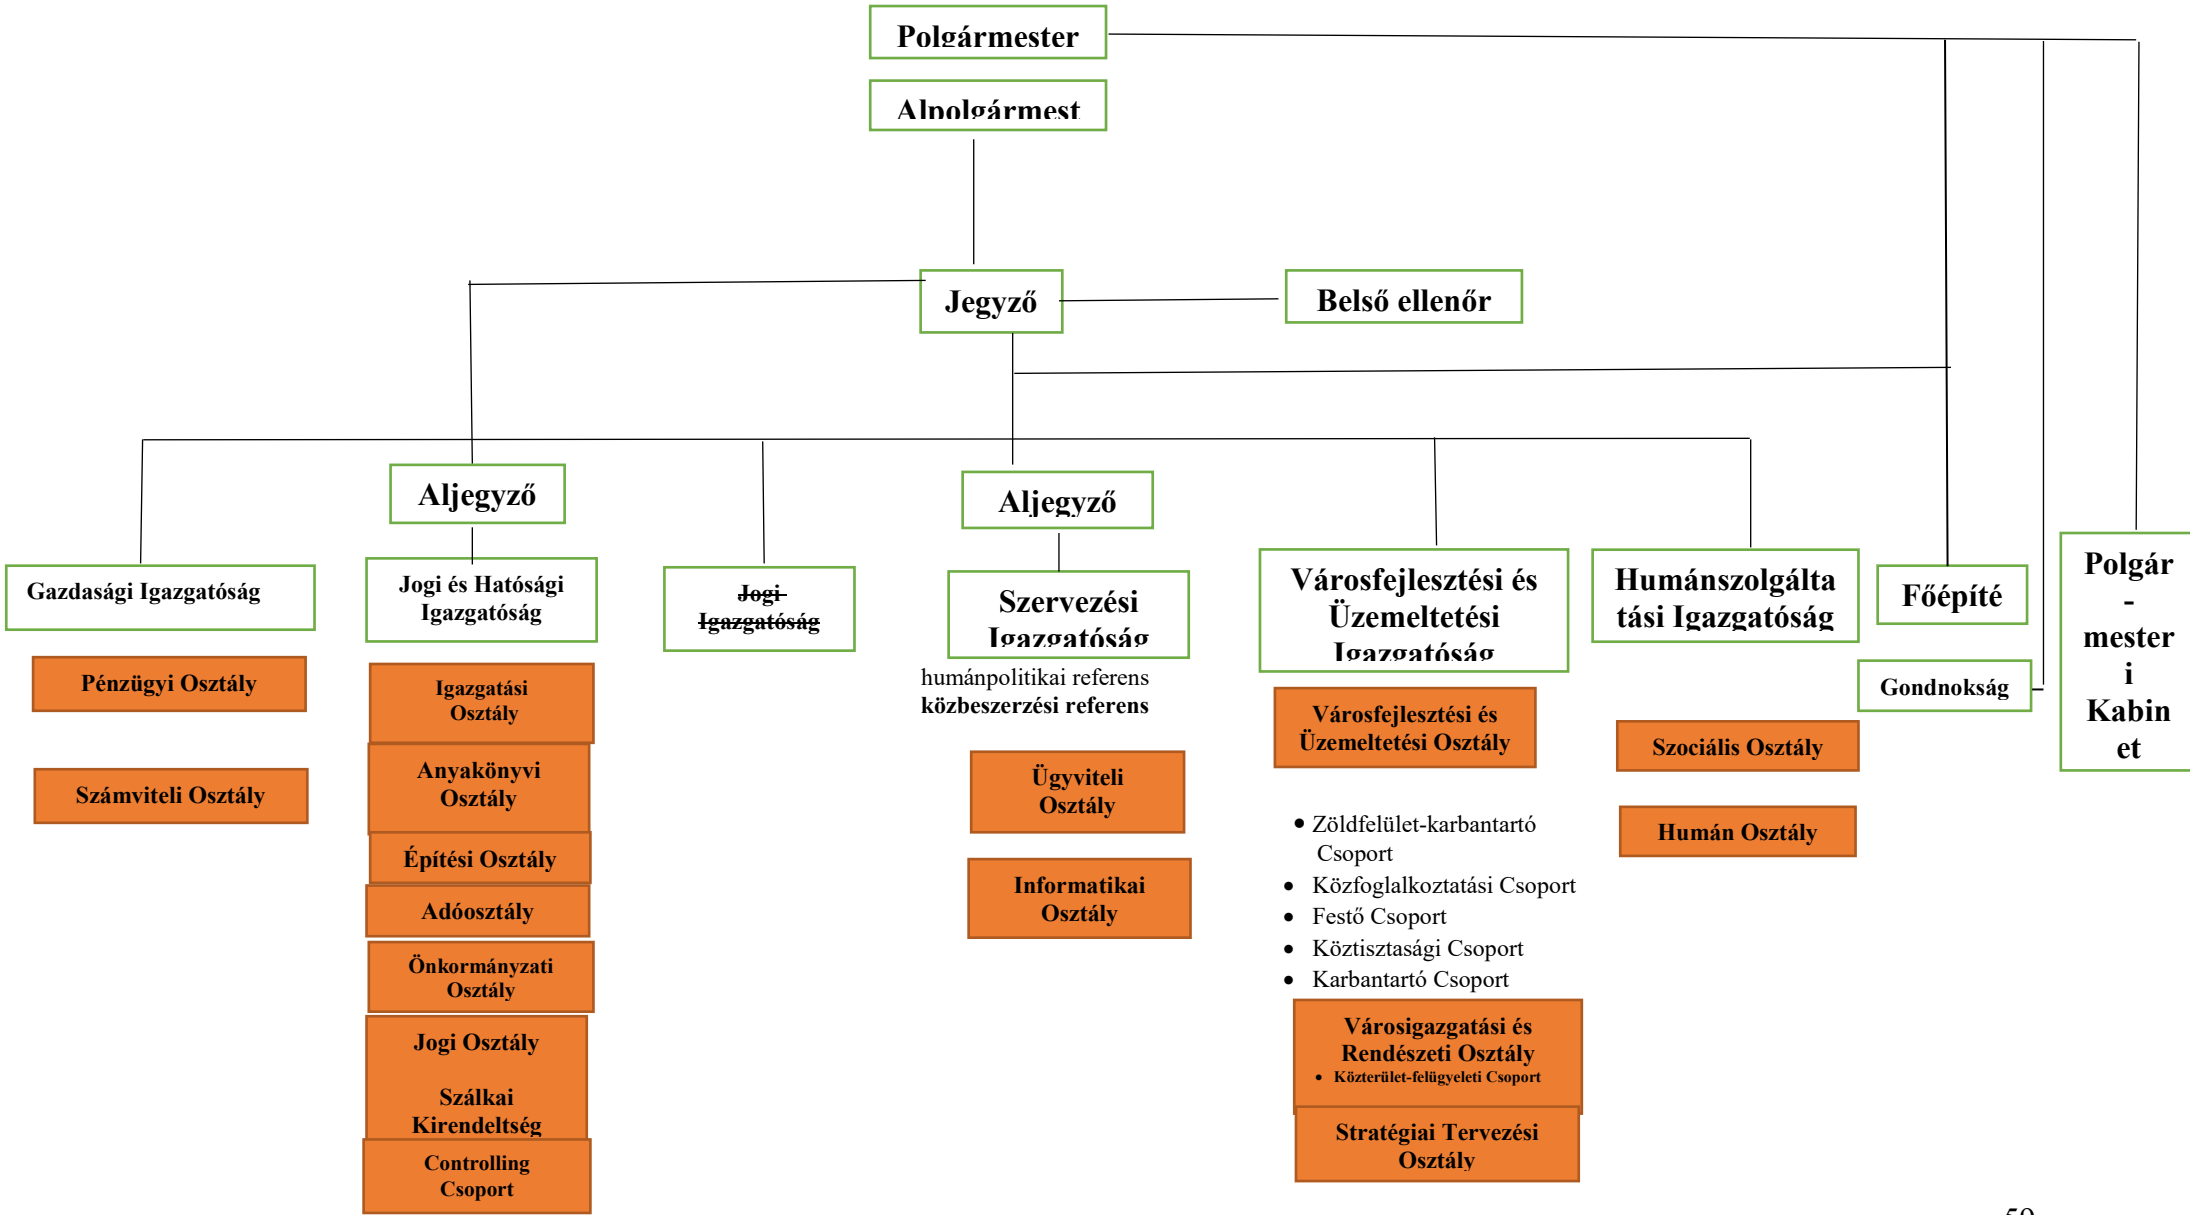 Polgármester
Alpolgármest
Jegyző
Belső ellenőr
Aljegyző
Aljegyző
Gazdasági Igazgatóság
Jogi és Hatósági
Igazgatóság
Jogi
Igazgatóság
Szervezési
Igazgatóság
humánpolitikai referens
közbeszerzési referens
Városfejlesztési és
Üzemeltetési
Igazgatóság
Humánszolgálta
tási Igazgatóság
Főépíté
Gondnokság
Polgár
-
mester
i
Kabin
et
Pénzügyi Osztály
Számviteli Osztály
Igazgatási
Osztály
Anyakönyvi
Osztály
Építési Osztály
Adóosztály
Önkormányzati
Osztály
Jogi Osztály
Szálkai
Kirendeltség
Controlling
Csoport
Ügyviteli
Osztály
Informatikai
Osztály
Városfejlesztési és
Üzemeltetési Osztály
• Zöldfelület-karbantartó
Csoport
• Közfoglalkoztatási Csoport
• Festő Csoport
• Köztisztasági Csoport
• Karbantartó Csoport
Városigazgatási és
Rendészeti Osztály
• Közterület-felügyeleti Csoport
Stratégiai Tervezési
Osztály
Szociális Osztály
Humán Osztály